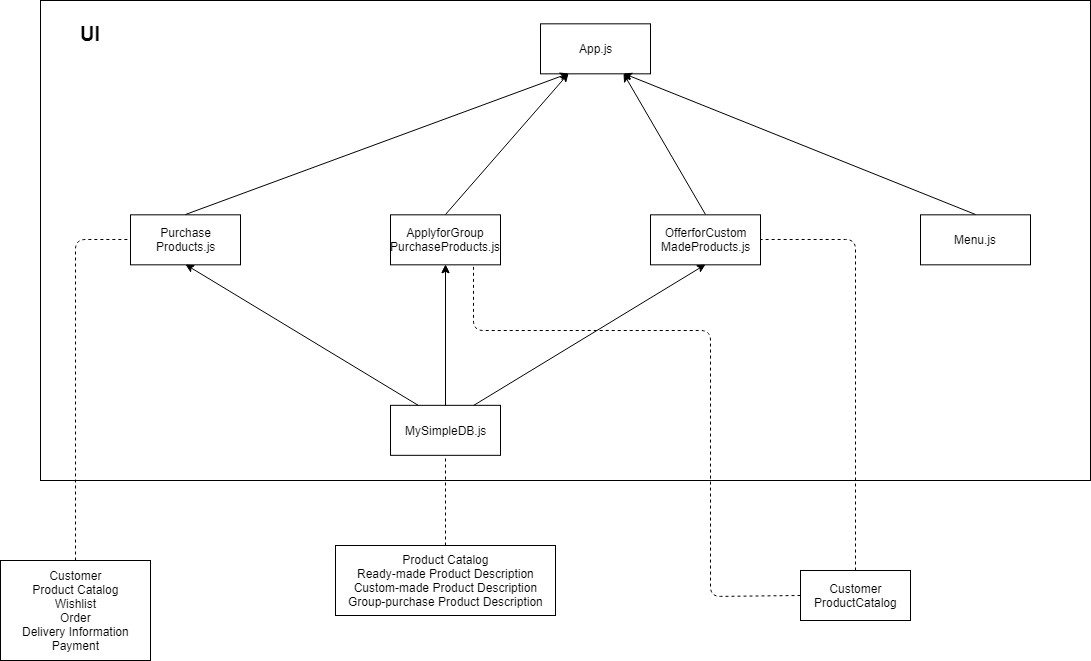 UI
App.js
Purchase
Products.js
ApplyforGroup
PurchaseProducts.js
OfferforCustom
MadeProducts.js
Menu.js
MySimpleDB.js
Customer
Product Catalog
Wishlist
Order
Delivery Information
Payment
Product Catalog
Ready-made Product Description
Custom-made Product Description
Group-purchase Product Description
Customer
ProductCatalog